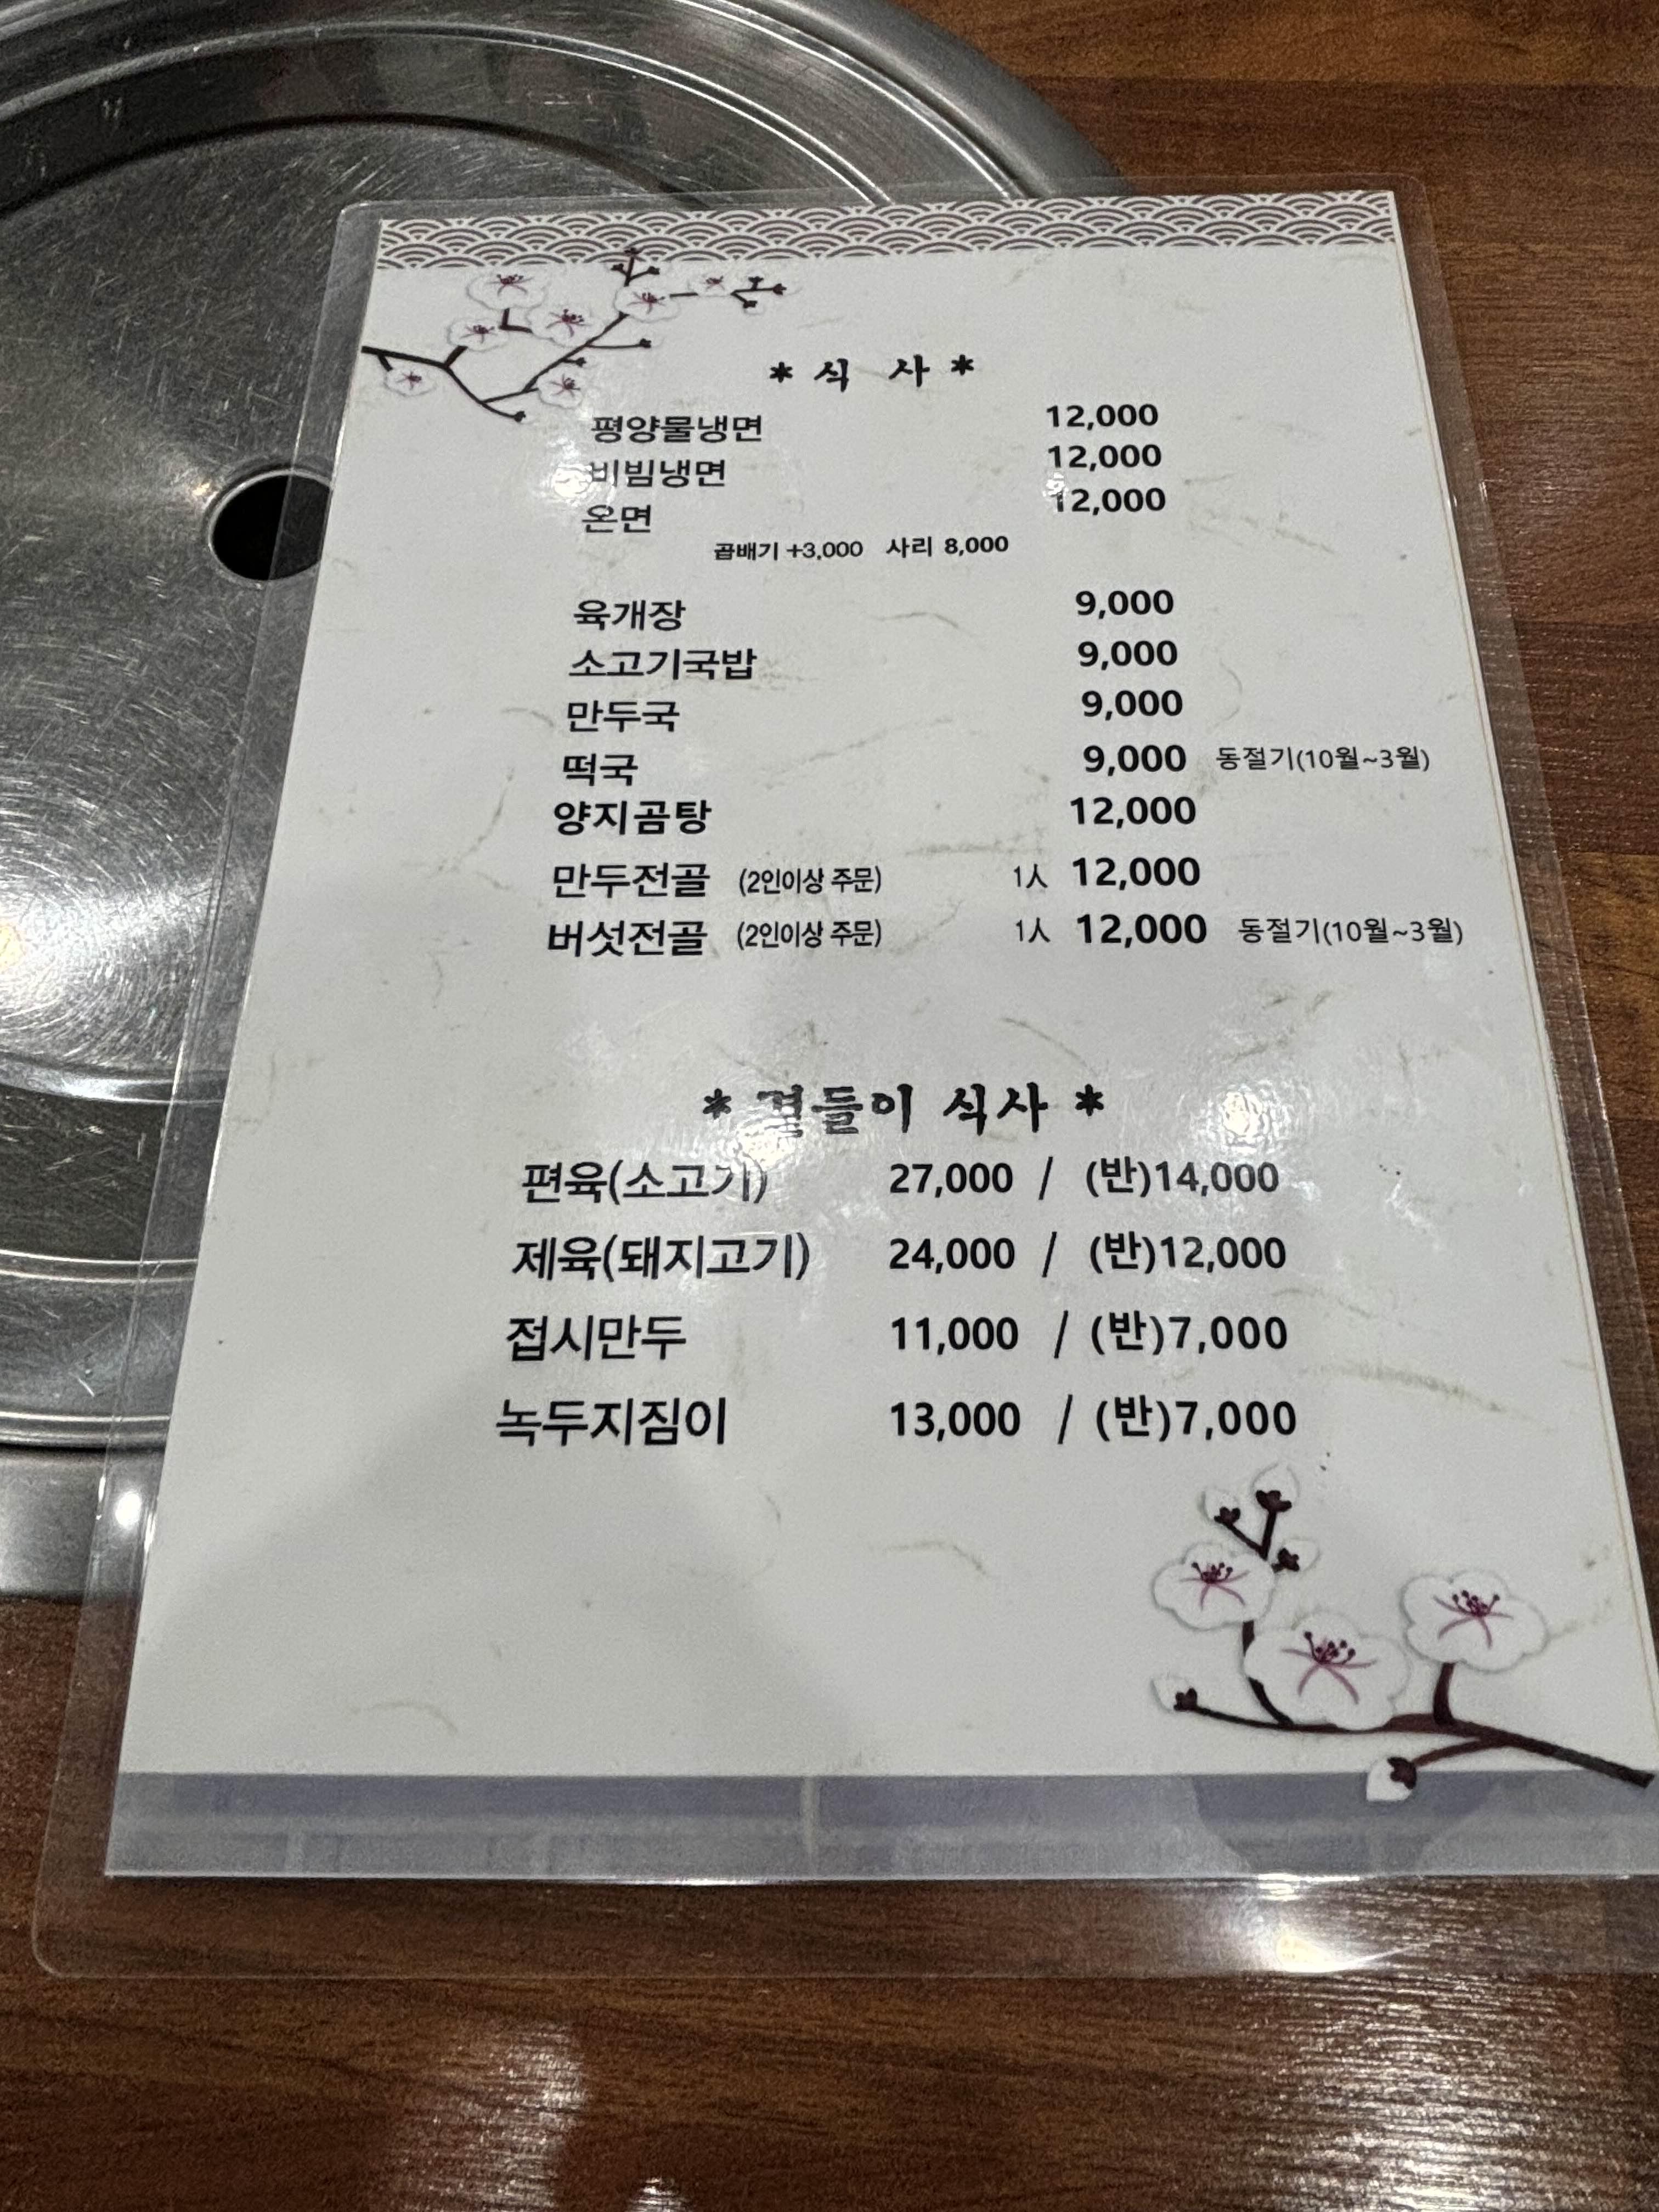 * 식 사 *
평양물냉면 12,000
비빔냉면 12,000
온면 12,000
곱배기 +3,000 사리 8,000
육개장 9,000
소고기국밥 9,000
만두국 9,000
떡국 9,000 동절기(10월~3월)
양지곰탕 12,000
만두전골 (2인이상 주문) 1人 12,000
버섯전골 (2인이상 주문) 1人 12,000 동절기(10월~3월)
* 곁들이 식사 *
편육(소고기) 27,000 / (반)14,000
제육(돼지고기) 24,000 / (반)12,000
접시만두 11,000 / (반)7,000
녹두지짐이 13,000 / (반)7,000